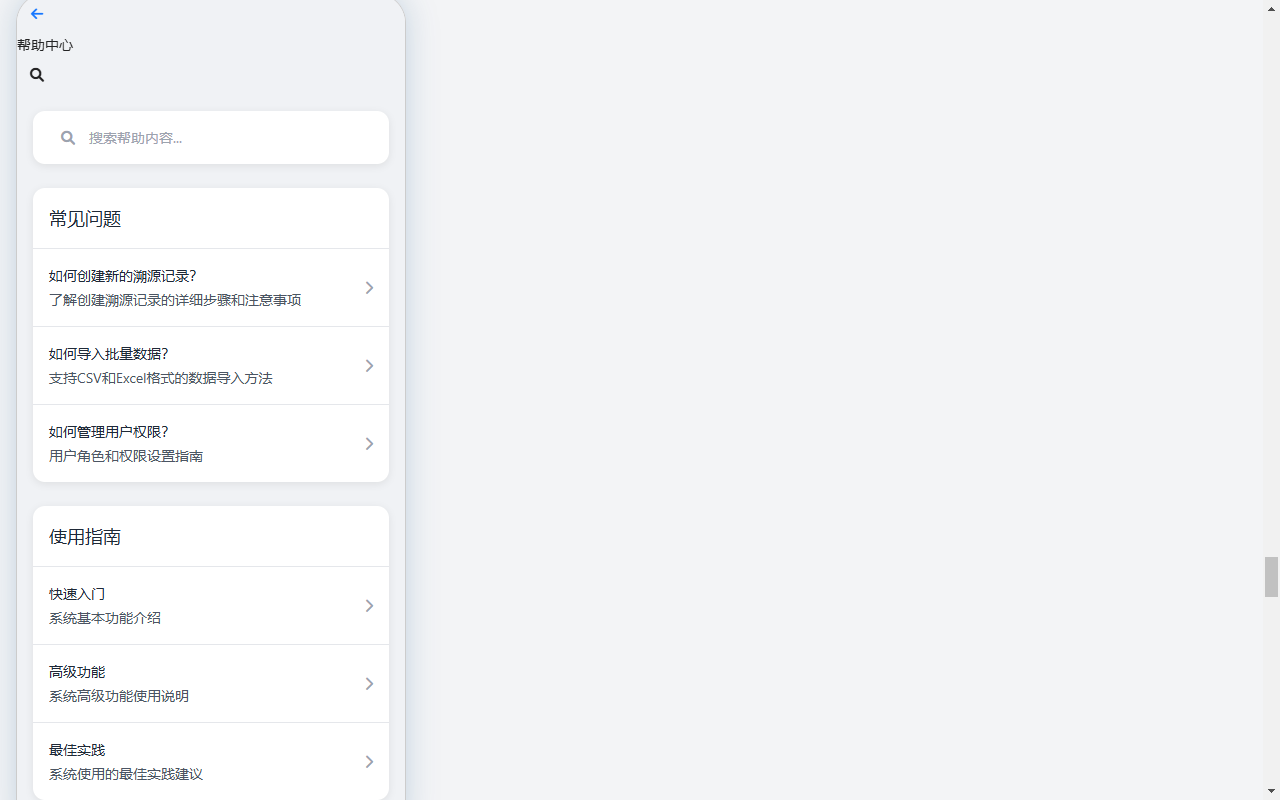 帮助中心
搜索帮助内容...
常见问题
如何创建新的溯源记录？
了解创建溯源记录的详细步骤和注意事项
如何导入批量数据？
支持CSV和Excel格式的数据导入方法
如何管理用户权限？
用户角色和权限设置指南
使用指南
快速入门
系统基本功能介绍
高级功能
系统高级功能使用说明
最佳实践
系统使用的最佳实践建议